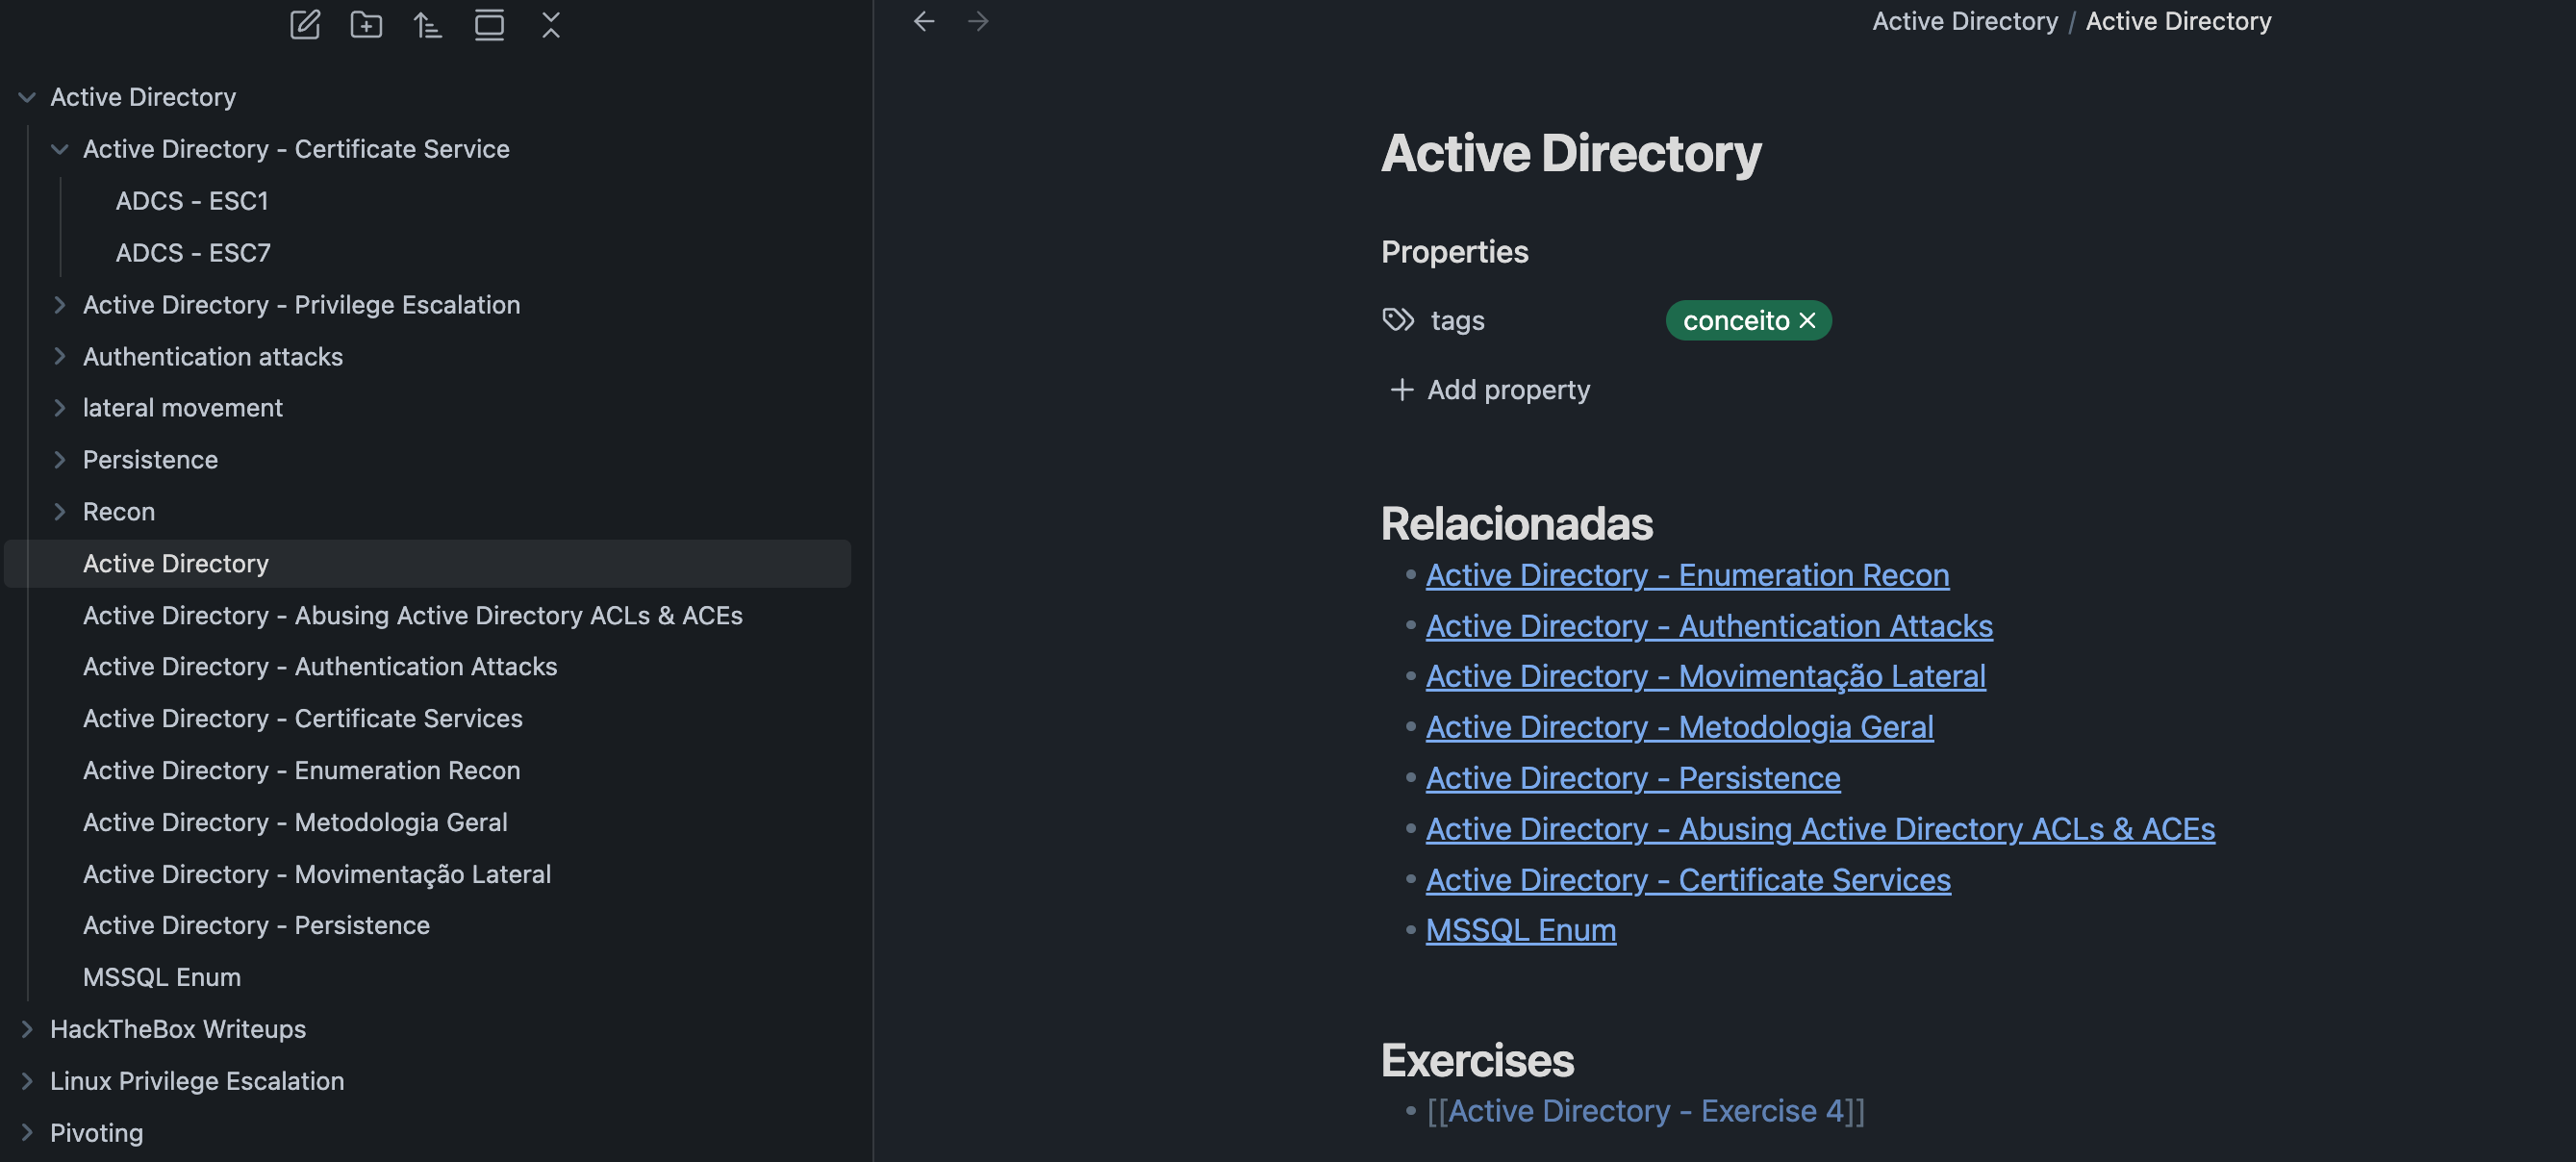 Active Directory
Active Directory - Certificate Service
ADCS - ESC1
ADCS - ESC7
Active Directory - Privilege Escalation
Authentication attacks
lateral movement
Persistence
Recon
Active Directory
Active Directory - Abusing Active Directory ACLs & ACEs
Active Directory - Authentication Attacks
Active Directory - Certificate Services
Active Directory - Enumeration Recon
Active Directory - Metodologia Geral
Active Directory - Movimentação Lateral
Active Directory - Persistence
MSSQL Enum
HackTheBox Writeups
Linux Privilege Escalation
Pivoting
Active Directory / Active Directory
Active Directory
Properties
tags conceito
Add property
Relacionadas
Active Directory - Enumeration Recon
Active Directory - Authentication Attacks
Active Directory - Movimentação Lateral
Active Directory - Metodologia Geral
Active Directory - Persistence
Active Directory - Abusing Active Directory ACLs & ACEs
Active Directory - Certificate Services
MSSQL Enum
Exercises
[[Active Directory - Exercise 4]]